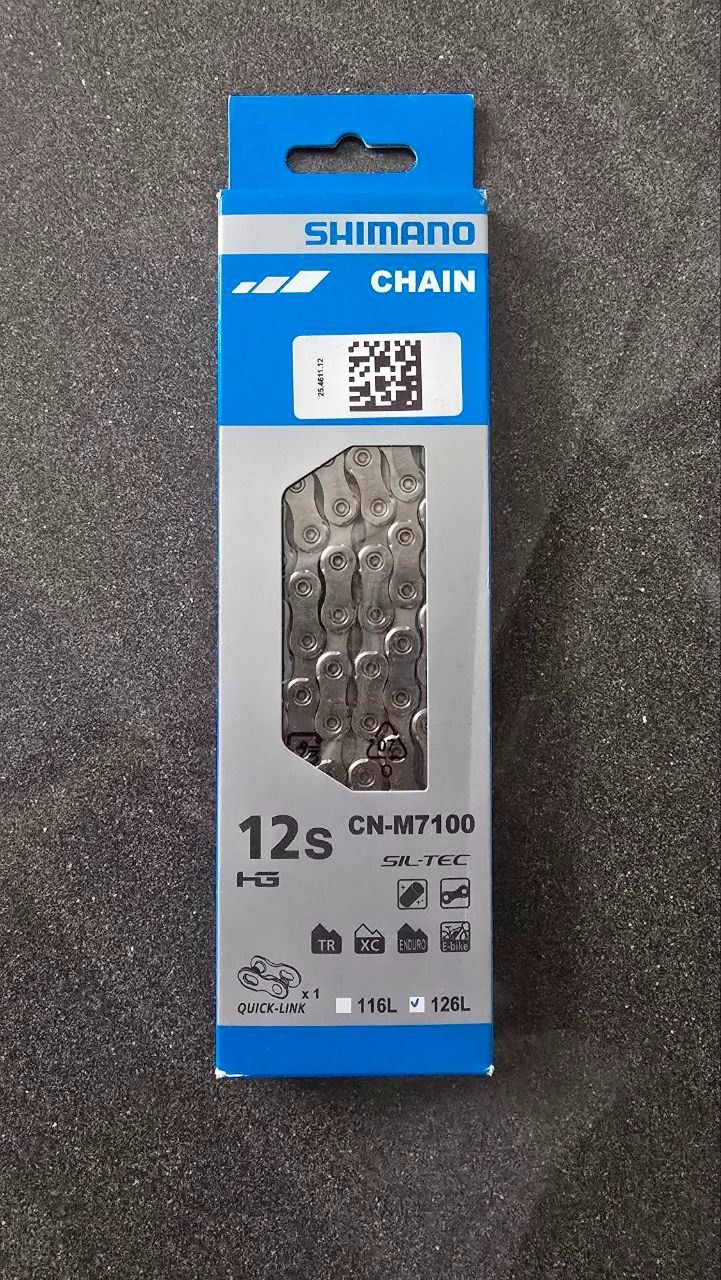 SHIMANO
CHAIN
25.4611.12
12s
CN-M7100
HG
SIL-TEC
TR
XC
ENDURO
E-bike
x 1
QUICK-LINK
116L
126L